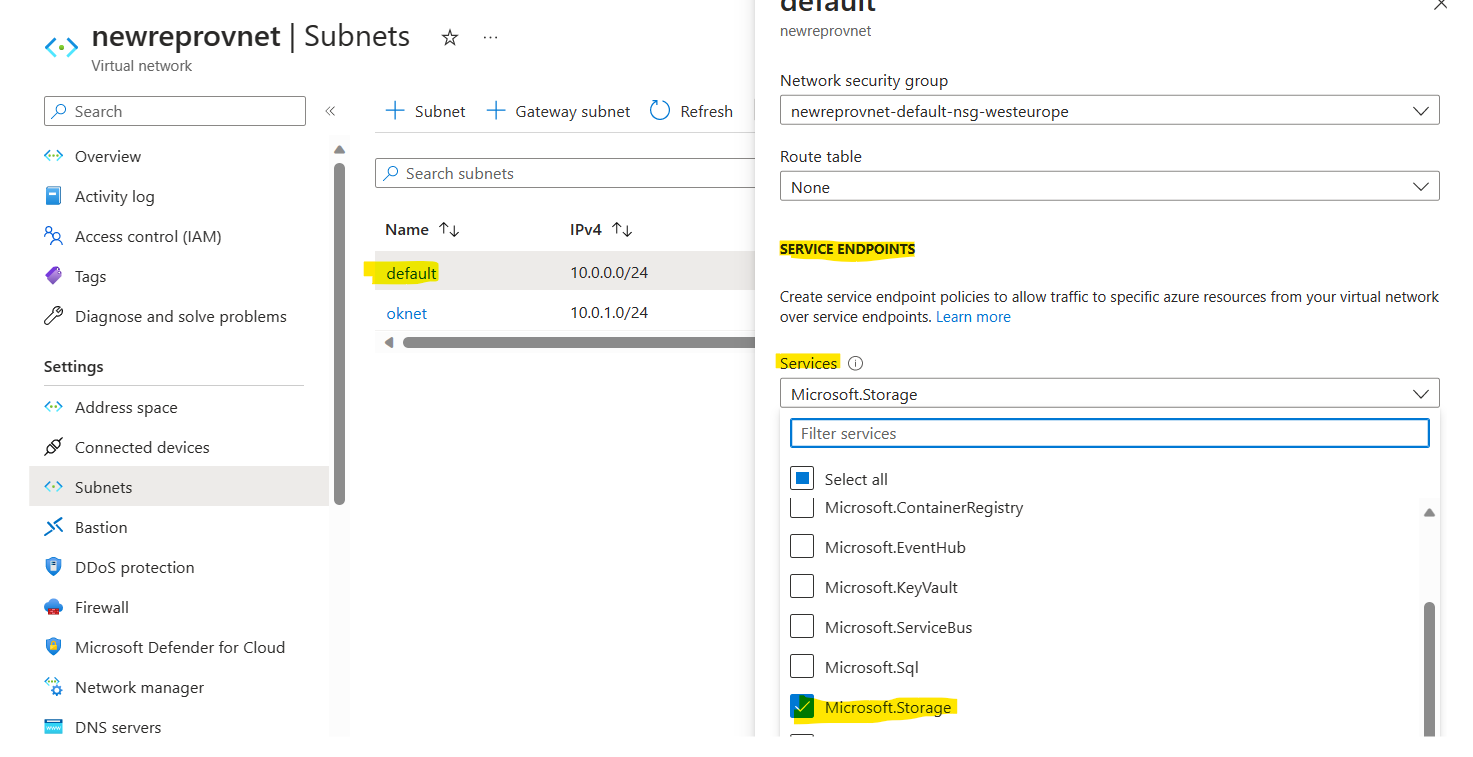 newreprovnet | Subnets
Virtual network
Search
Overview
Activity log
Access control (IAM)
Tags
Diagnose and solve problems
Settings
Address space
Connected devices
Subnets
Bastion
DDoS protection
Firewall
Microsoft Defender for Cloud
Network manager
DNS servers
Subnet Gateway subnet Refresh
Search subnets
Name IPv4
default 10.0.0.0/24
oknet 10.0.1.0/24
default
newreprovnet
Network security group
newreprovnet-default-nsg-westeurope
Route table
None
SERVICE ENDPOINTS
Create service endpoint policies to allow traffic to specific azure resources from your virtual network
over service endpoints. Learn more
Services
Microsoft.Storage
Filter services
Select all
Microsoft.ContainerRegistry
Microsoft.EventHub
Microsoft.KeyVault
Microsoft.ServiceBus
Microsoft.Sql
Microsoft.Storage